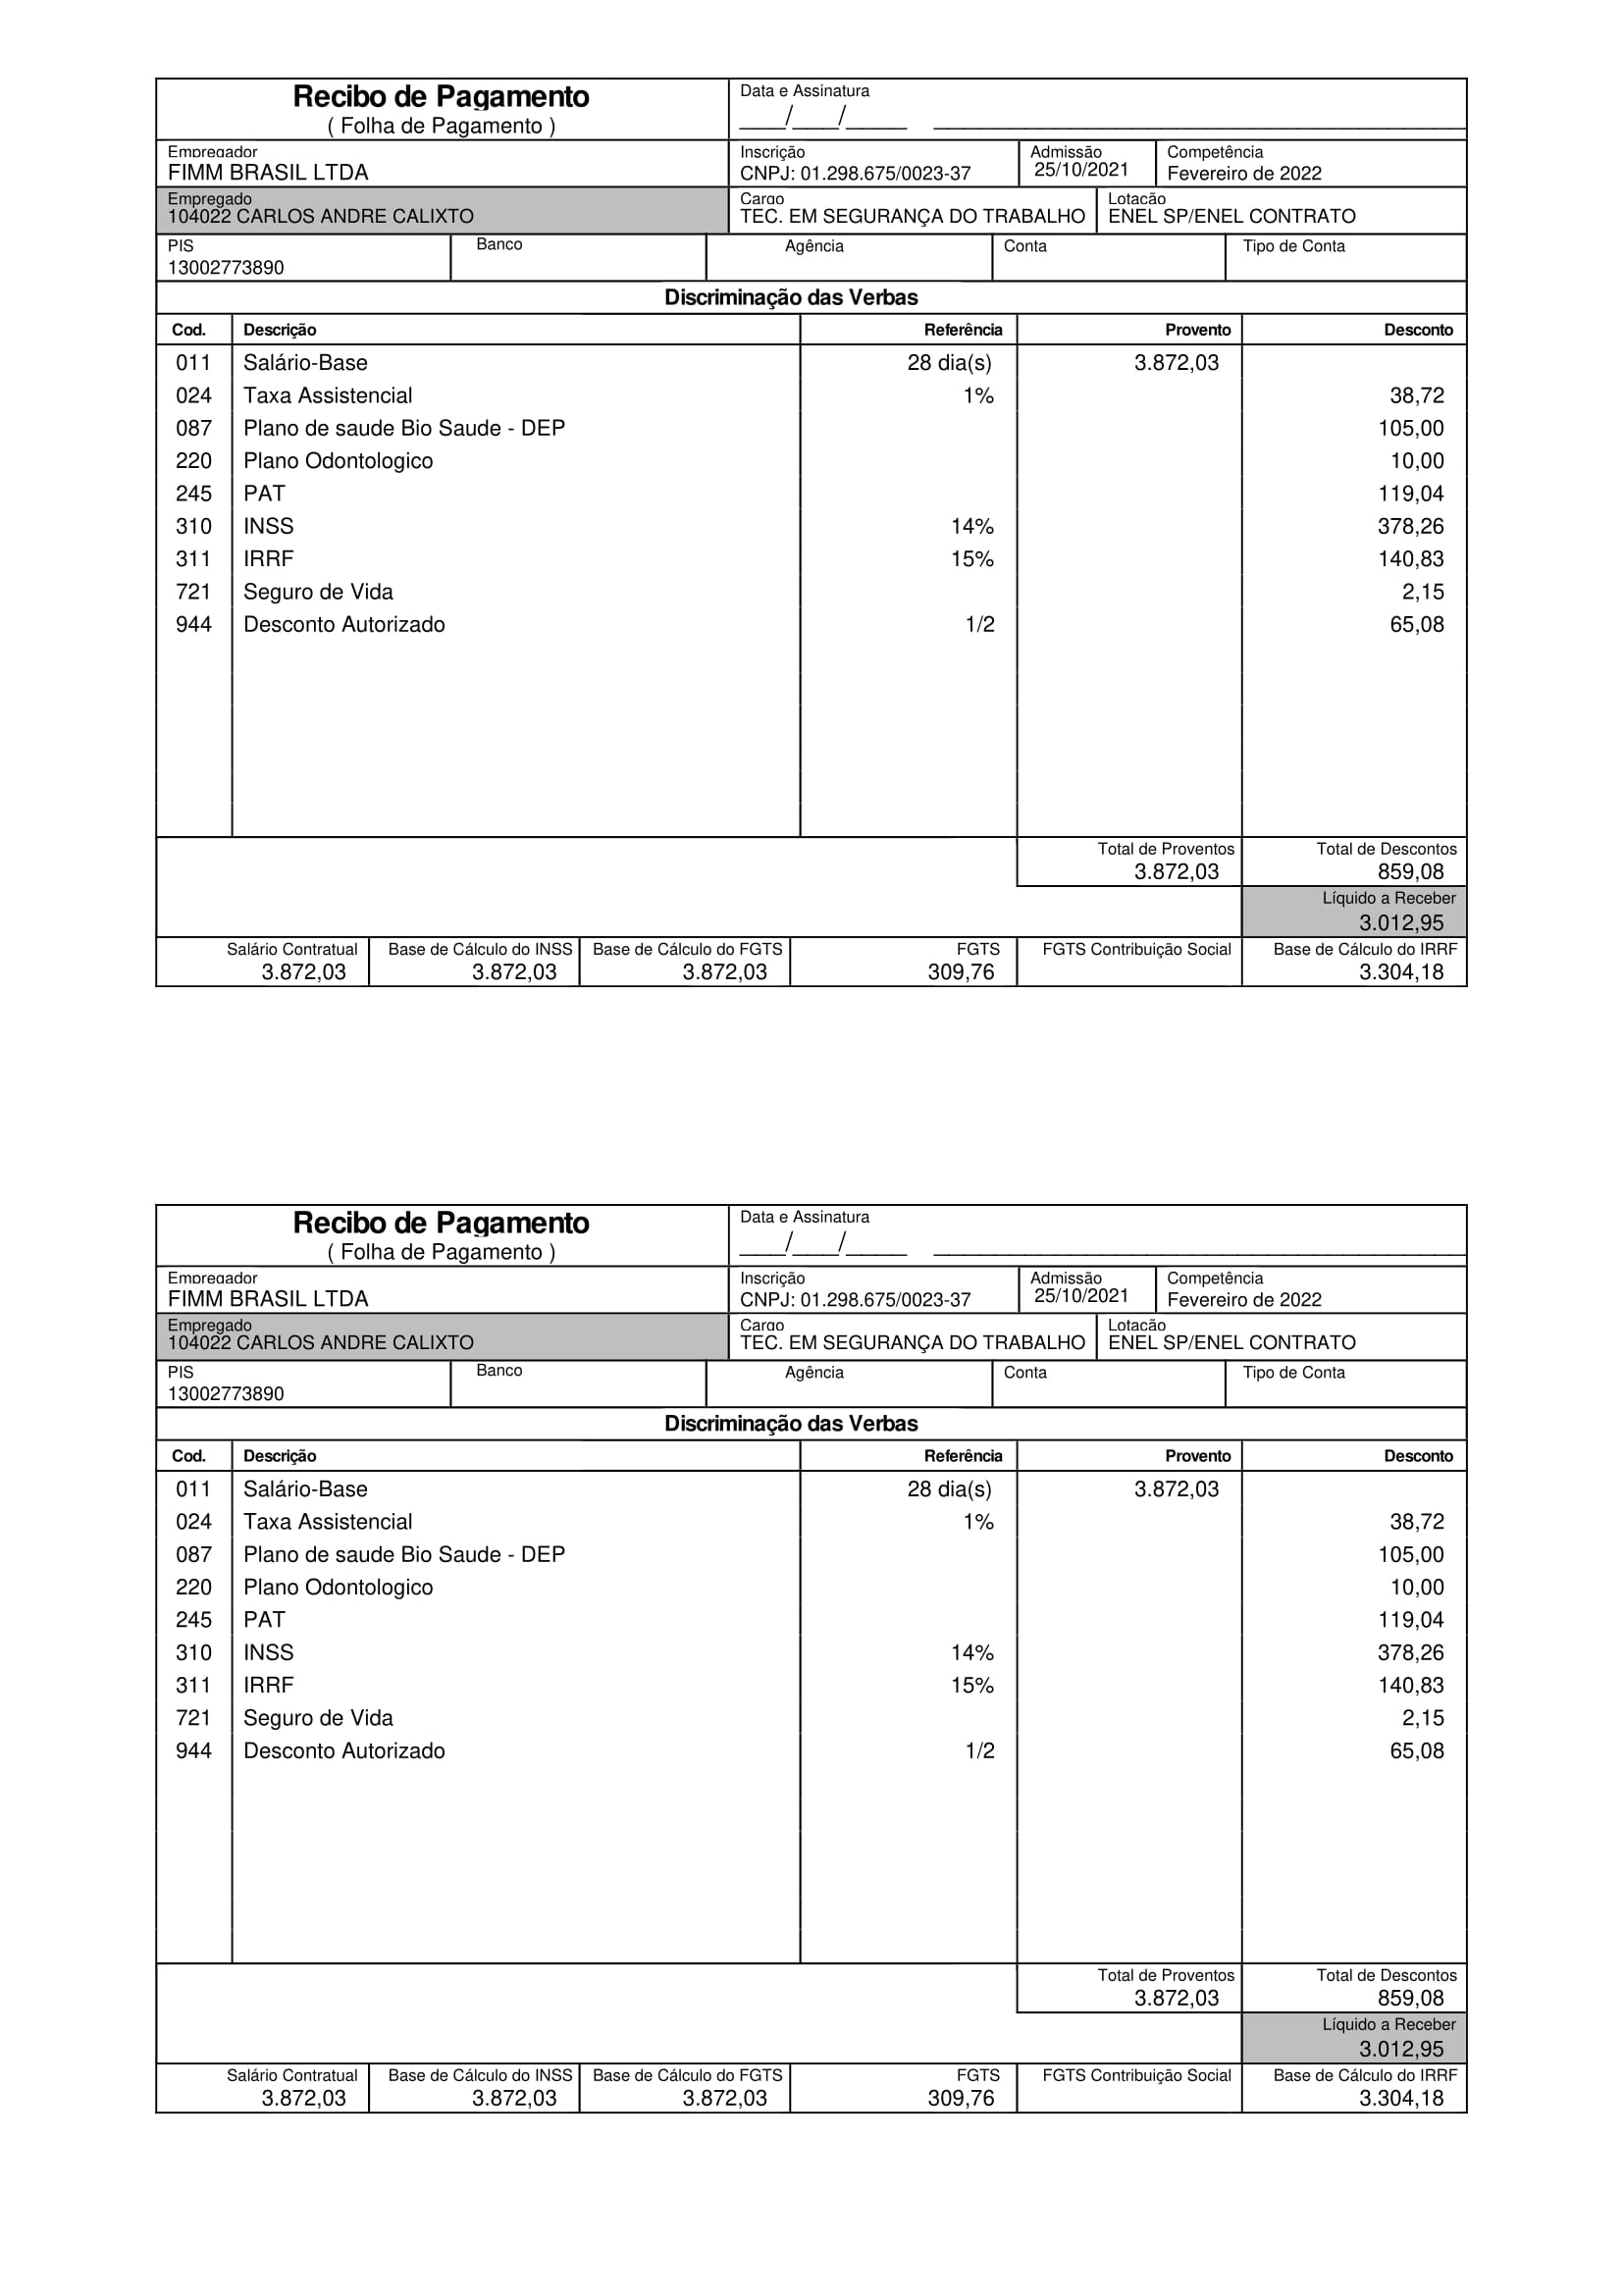 Recibo de Pagamento
( Folha de Pagamento )
Data e Assinatura
___/___/____ ______________________________
Empregador
FIMM BRASIL LTDA
Inscrição
CNPJ: 01.298.675/0023-37
Admissão
25/10/2021
Competência
Fevereiro de 2022
Empregado
104022 CARLOS ANDRE CALIXTO
Cargo
TEC. EM SEGURANÇA DO TRABALHO
Lotação
ENEL SP/ENEL CONTRATO
PIS
13002773890
Banco
Agência
Conta
Tipo de Conta
Discriminação das Verbas
Cod. Descrição Referência Provento Desconto
011 Salário-Base 28 dia(s) 3.872,03
024 Taxa Assistencial 1% 38,72
087 Plano de saude Bio Saude - DEP 105,00
220 Plano Odontologico 10,00
245 PAT 119,04
310 INSS 14% 378,26
311 IRRF 15% 140,83
721 Seguro de Vida 2,15
944 Desconto Autorizado 1/2 65,08
Total de Proventos Total de Descontos
3.872,03 859,08
Líquido a Receber
3.012,95
Salário Contratual Base de Cálculo do INSS Base de Cálculo do FGTS FGTS FGTS Contribuição Social Base de Cálculo do IRRF
3.872,03 3.872,03 3.872,03 309,76 3.304,18
Recibo de Pagamento
( Folha de Pagamento )
Data e Assinatura
___/___/____ ______________________________
Empregador
FIMM BRASIL LTDA
Inscrição
CNPJ: 01.298.675/0023-37
Admissão
25/10/2021
Competência
Fevereiro de 2022
Empregado
104022 CARLOS ANDRE CALIXTO
Cargo
TEC. EM SEGURANÇA DO TRABALHO
Lotação
ENEL SP/ENEL CONTRATO
PIS
13002773890
Banco
Agência
Conta
Tipo de Conta
Discriminação das Verbas
Cod. Descrição Referência Provento Desconto
011 Salário-Base 28 dia(s) 3.872,03
024 Taxa Assistencial 1% 38,72
087 Plano de saude Bio Saude - DEP 105,00
220 Plano Odontologico 10,00
245 PAT 119,04
310 INSS 14% 378,26
311 IRRF 15% 140,83
721 Seguro de Vida 2,15
944 Desconto Autorizado 1/2 65,08
Total de Proventos Total de Descontos
3.872,03 859,08
Líquido a Receber
3.012,95
Salário Contratual Base de Cálculo do INSS Base de Cálculo do FGTS FGTS FGTS Contribuição Social Base de Cálculo do IRRF
3.872,03 3.872,03 3.872,03 309,76 3.304,18